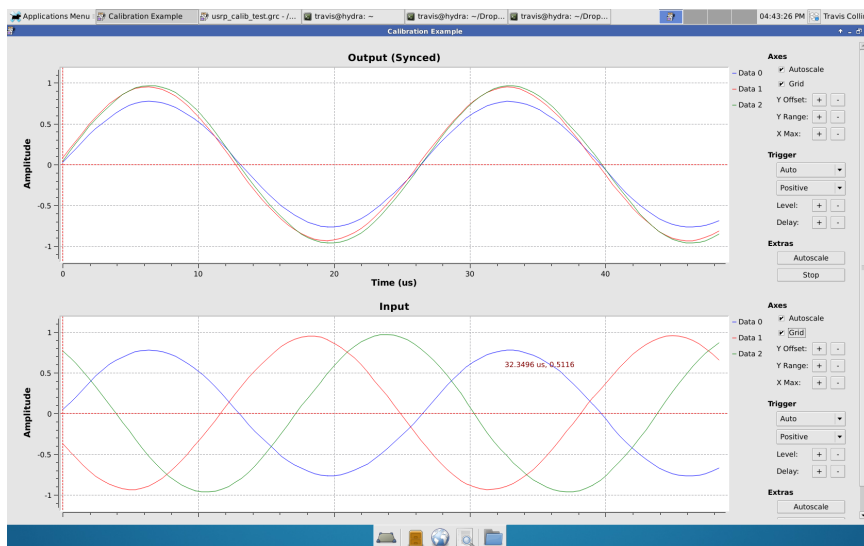 Applications Menu
Calibration Example
usrp_calib_test.grc - /...
travis@hydra: ~
travis@hydra: ~/Drop...
travis@hydra: ~/Drop...
04:43:26 PM
Travis Colli
Calibration Example
Output (Synced)
1
0.5
0
-0.5
-1
Amplitude
0
10
20
30
40
Time (us)
Data 0
Data 1
Data 2
Axes
Autoscale
Grid
Y Offset: + -
Y Range: + -
X Max: + -
Trigger
Auto
Positive
Level: + -
Delay: + -
Extras
Autoscale
Stop
Input
1
0.5
0
-0.5
-1
Amplitude
32.3496 us, 0.5116
Data 0
Data 1
Data 2
Axes
Autoscale
Grid
Y Offset: + -
Y Range: + -
X Max: + -
Trigger
Auto
Positive
Level: + -
Delay: + -
Extras
Autoscale